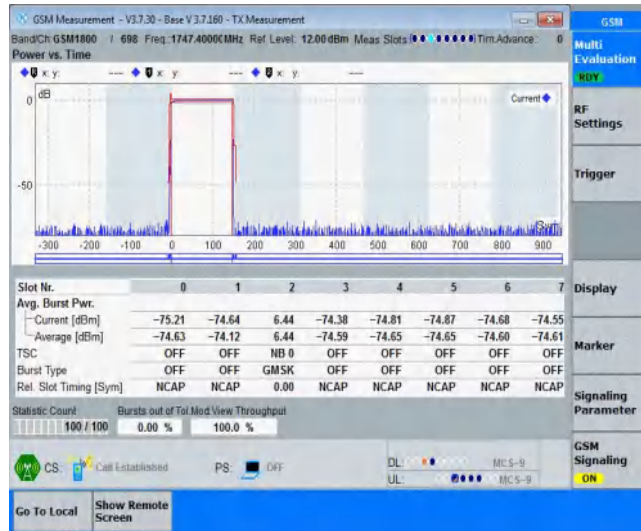 GSM Measurement - V3.7.30 - Base V 3.7.160 - TX Measurement
GSM
Band/Ch: GSM1800 / 698 Freq.: 1747.4000 MHz Ref. Level: 12.00 dBm Meas Slots Tim.Advance: 0
Multi Evaluation
RDY
Power vs. Time
x: y: --- x: y: --- x: y: ---
dB
Current
0
-50
Sym
-300 -200 -100 0 100 200 300 400 500 600 700 800 900
RF Settings
Trigger
Slot Nr. 0 1 2 3 4 5 6 7
Avg. Burst Pwr.
Current [dBm] -75.21 -74.64 6.44 -74.38 -74.81 -74.87 -74.68 -74.55
Average [dBm] -74.63 -74.12 6.44 -74.59 -74.65 -74.65 -74.60 -74.61
TSC OFF OFF NB 0 OFF OFF OFF OFF OFF
Burst Type OFF OFF GMSK OFF OFF OFF OFF OFF
Rel. Slot Timing [Sym] NCAP NCAP 0.00 NCAP NCAP NCAP NCAP NCAP
Display
Marker
Statistic Count Bursts out of Tol. Mod.View Throughput
100 / 100 0.00 % 100.0 %
Signaling Parameter
CS: Call Established PS: OFF DL: MCS-9
UL: MCS-9
GSM Signaling
ON
Go To Local
Show Remote Screen